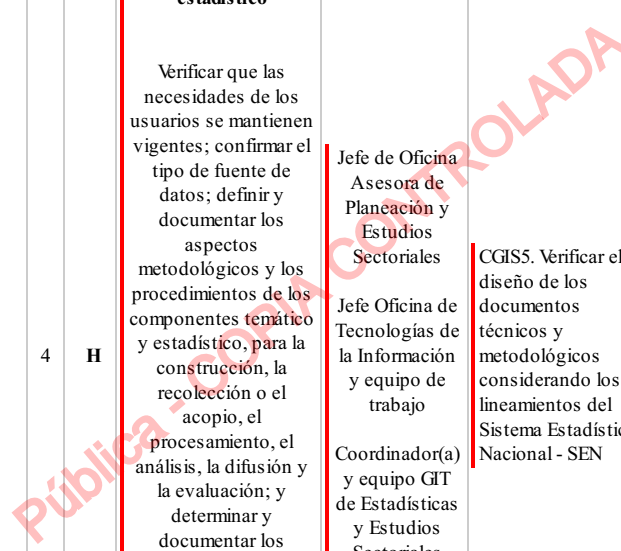 estadístico
4
H
Verificar que las
necesidades de los
usuarios se mantienen
vigentes; confirmar el
tipo de fuente de
datos; definir y
documentar los
aspectos
metodológicos y los
procedimientos de los
componentes temático
y estadístico, para la
construcción, la
recolección o el
acopio, el
procesamiento, el
análisis, la difusión y
la evaluación; y
determinar y
documentar los
Jefe de Oficina
Asesora de
Planeación y
Estudios
Sectoriales
Jefe Oficina de
Tecnologías de
la Información
y equipo de
trabajo
Coordinador(a)
y equipo GIT
de Estadísticas
y Estudios
Sectoriales
CGIS5. Verificar el
diseño de los
documentos
técnicos y
metodológicos
considerando los
lineamientos del
Sistema Estadístic
Nacional - SEN
Pública - COPIA CONTROLADA